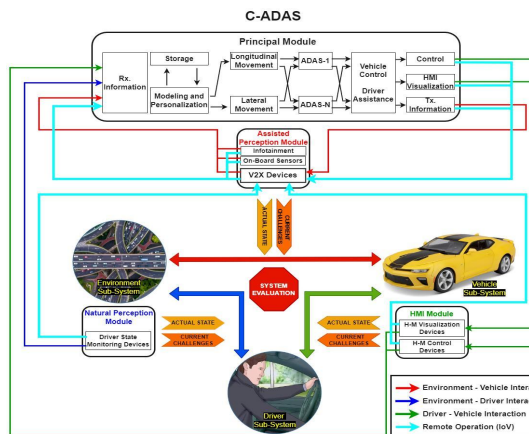 C-ADAS
Principal Module
Rx.
Information
Storage
Modeling and
Personalization
Longitudinal
Movement
Lateral
Movement
ADAS-1
ADAS-N
Vehicle
Control
Driver
Assistance
Control
HMI
Visualization
Tx.
Information
Assisted
Perception Module
Infotainment
On-Board Sensors
V2X Devices
ACTUAL
STATE
CURRENT
CHALLENGES
Environment
Sub-System
SYSTEM
EVALUATION
Vehicle
Sub-System
Natural Perception
Module
Driver State
Monitoring Devices
ACTUAL STATE
CURRENT
CHALLENGES
ACTUAL STATE
CURRENT
CHALLENGES
HMI Module
H-M Visualization
Devices
H-M Control
Devices
Driver
Sub-System
Environment - Vehicle Intera
Environment - Driver Interac
Driver - Vehicle Interaction
Remote Operation (IoV)